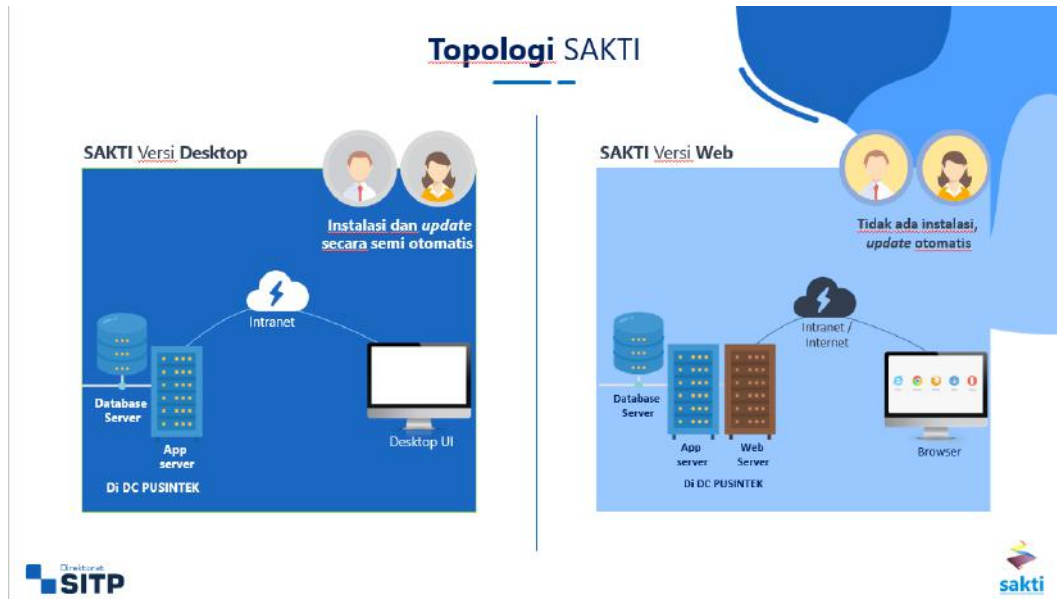 Topologi SAKTI
SAKTI Versi Desktop
Instalasi dan update
secara semi otomatis
Intranet
Database
Server
App
server
Desktop UI
Di DC PUSINTEK
SAKTI Versi Web
Tidak ada instalasi,
update otomatis
Intranet /
Internet
Database
Server
App
server
Web
Server
Browser
Di DC PUSINTEK
Direktorat
SITP
sakti